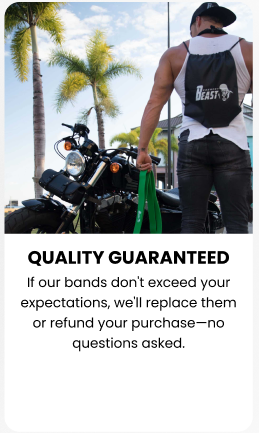 BEAST
QUALITY GUARANTEED
If our bands don't exceed your
expectations, we'll replace them
or refund your purchase—no
questions asked.